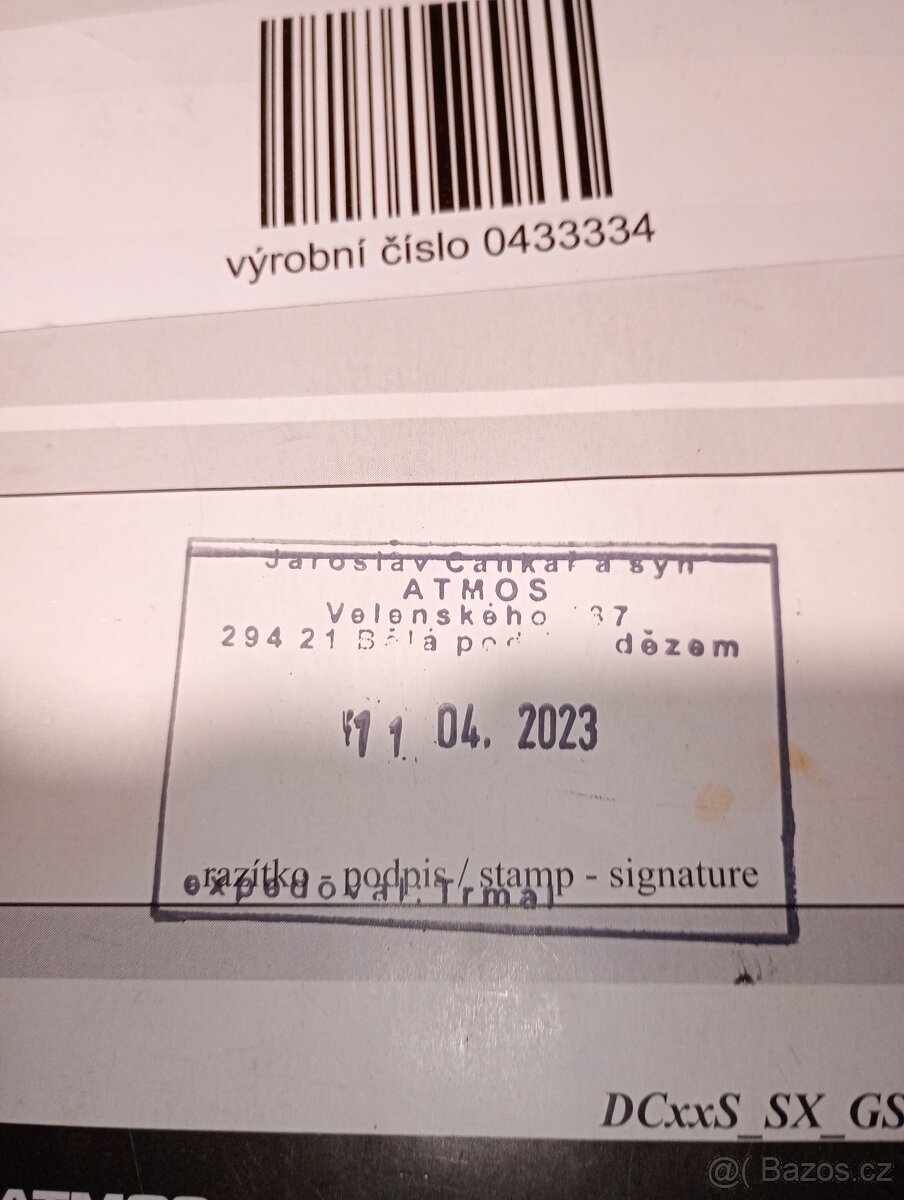 výrobní číslo 0433334
Jaroslav Cankař a syn
ATMOS
Velenského
294 21 Bělá pod dězem
11. 04. 2023
razítko - podpis / stamp - signature
expedoval: Trmal
DCxxS_SX_GS
ATMOS
@( Bazos.cz